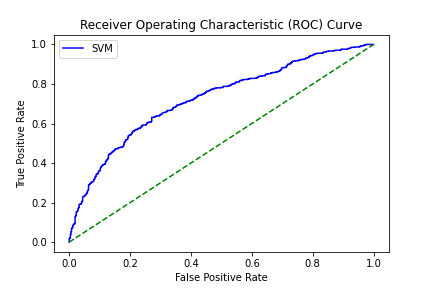 Receiver Operating Characteristic (ROC) Curve
SVM
True Positive Rate
1.0
0.8
0.6
0.4
0.2
0.0
0.0 0.2 0.4 0.6 0.8 1.0
False Positive Rate